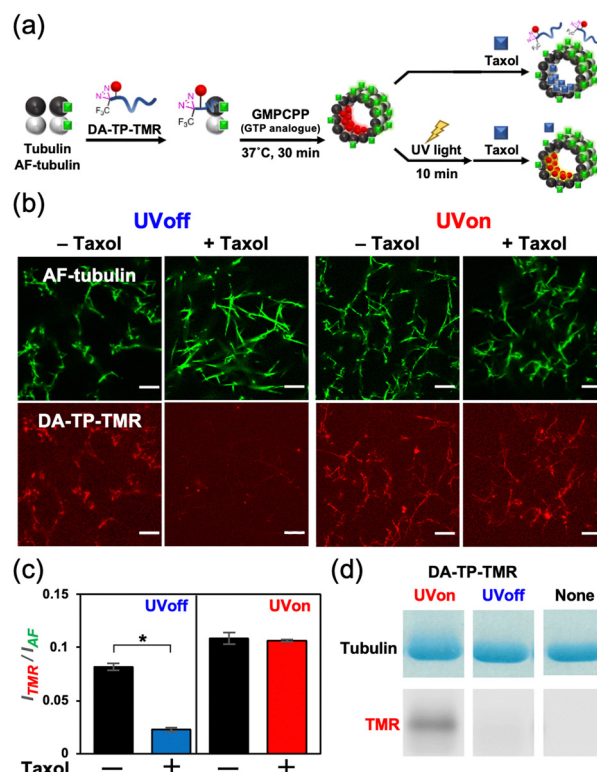 (a)
Taxol
F₃C
Tubulin
AF-tubulin
DA-TP-TMR
F₃C
GMPCPP
(GTP analogue)
37˚C, 30 min
UV light
10 min
Taxol
(b)
UVoff
UVon
– Taxol
+ Taxol
– Taxol
+ Taxol
AF-tubulin
DA-TP-TMR
(c)
I_TMR / I_AF
0.15
0.1
0.05
0
UVoff
UVon
*
Taxol
—
+
—
+
(d)
DA-TP-TMR
UVon
UVoff
None
Tubulin
TMR